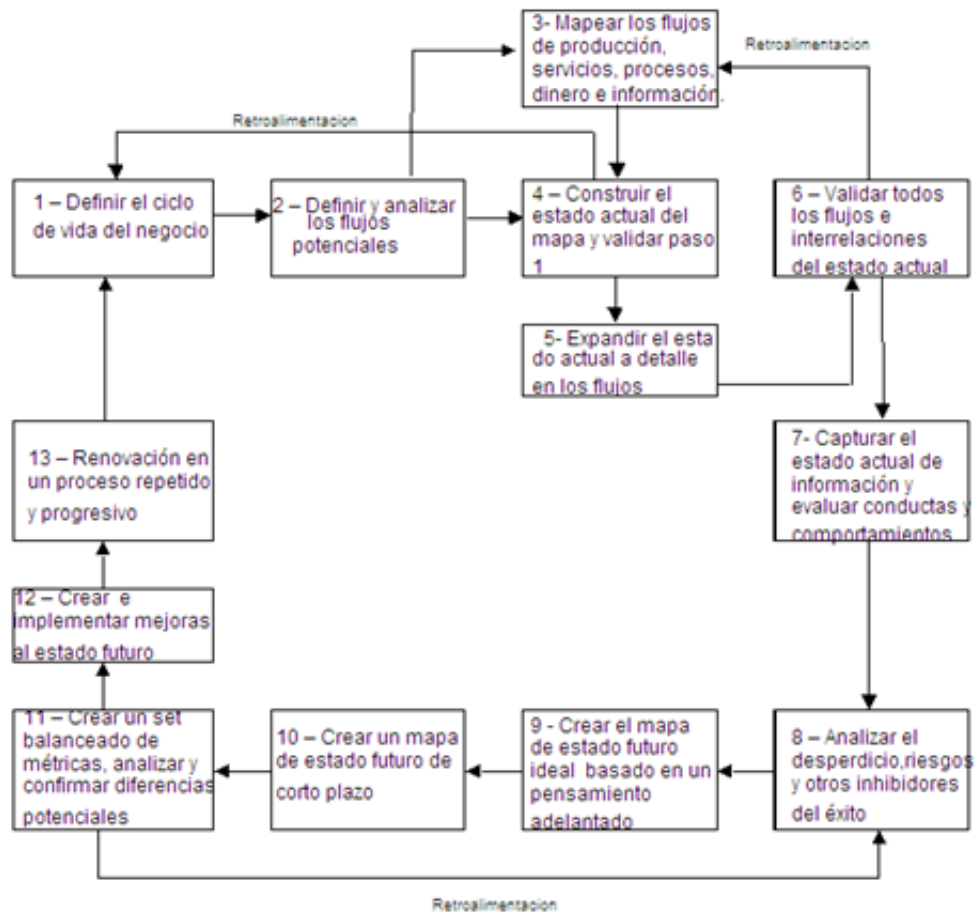 3- Mapear los flujos
de producción,
servicios, procesos,
dinero e información.
Retroalimentacion
Retroalimentacion
1 – Definir el ciclo
de vida del negocio
2 – Definir y analizar
los flujos
potenciales
4 – Construir el
estado actual del
mapa y validar paso
1
6 – Validar todos
los flujos e
interrelaciones
del estado actual
5- Expandir el esta
do actual a detalle
en los flujos
13 – Renovación en
un proceso repetido
y progresivo
7- Capturar el
estado actual de
información y
evaluar conductas y
comportamientos
12 – Crear e
implementar mejoras
al estado futuro
11 – Crear un set
balanceado de
métricas, analizar y
confirmar diferencias
potenciales
10 – Crear un mapa
de estado futuro de
corto plazo
9 - Crear el mapa
de estado futuro
ideal basado en un
pensamiento
adelantado
8 – Analizar el
desperdicio,riesgos
y otros inhibidores
del éxito
Retroalimentacion